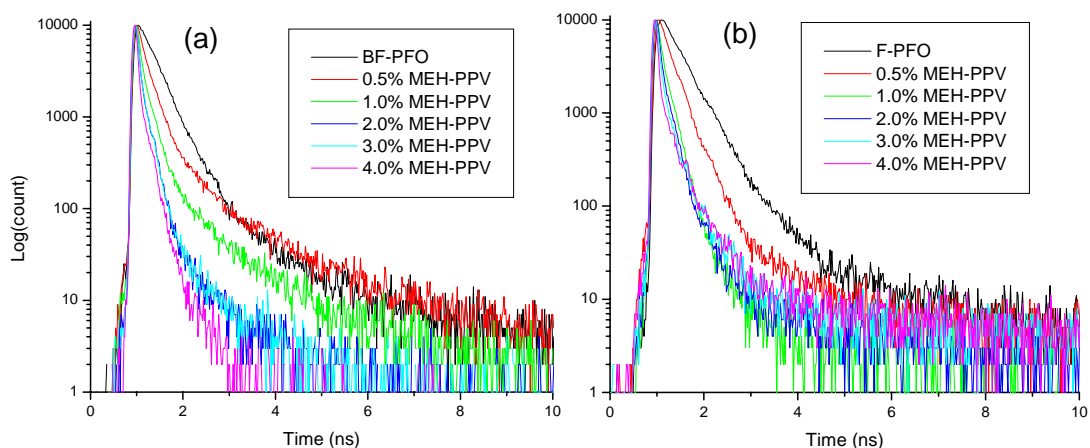 (a)
BF-PFO
0.5% MEH-PPV
1.0% MEH-PPV
2.0% MEH-PPV
3.0% MEH-PPV
4.0% MEH-PPV
10000
1000
100
10
1
Log(count)
0 2 4 6 8 10
Time (ns)
(b)
F-PFO
0.5% MEH-PPV
1.0% MEH-PPV
2.0% MEH-PPV
3.0% MEH-PPV
4.0% MEH-PPV
10000
1000
100
10
1
0 2 4 6 8 10
Time (ns)